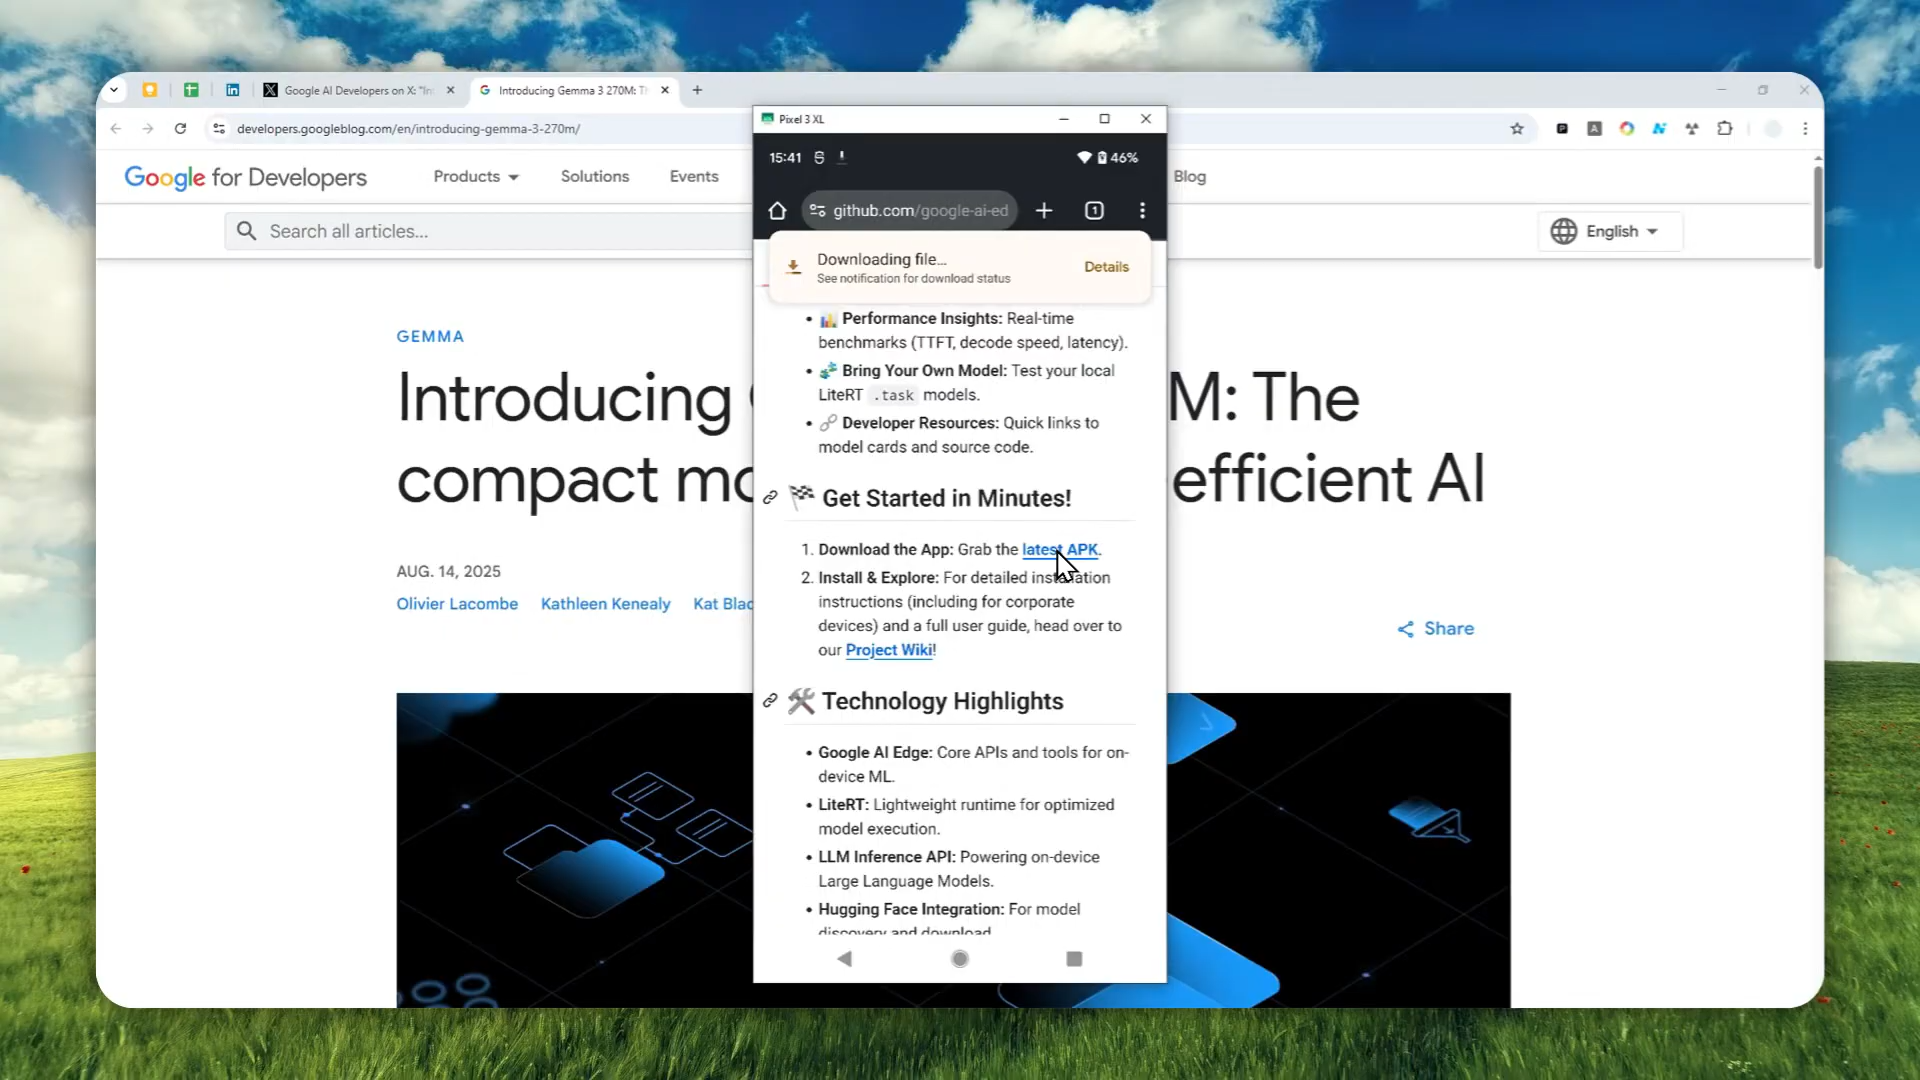 Google AI Developers on X: "In
Introducing Gemma 3 270M: Th
developers.googleblog.com/en/introducing-gemma-3-270m/
Google for Developers
Products
Solutions
Events
Blog
Search all articles...
English
GEMMA
Introducing
M: The
compact mo
efficient AI
AUG. 14, 2025
Olivier Lacombe
Kathleen Kenealy
Kat Blac
Share
Pixel 3 XL
15:41
46%
github.com/google-ai-ed
1
Downloading file...
See notification for download status
Details
• Performance Insights: Real-time
benchmarks (TTFT, decode speed, latency).
• Bring Your Own Model: Test your local
LiteRT .task models.
• Developer Resources: Quick links to
model cards and source code.
Get Started in Minutes!
1. Download the App: Grab the latest APK.
2. Install & Explore: For detailed installation
instructions (including for corporate
devices) and a full user guide, head over to
our Project Wiki!
Technology Highlights
• Google AI Edge: Core APIs and tools for on-
device ML.
• LiteRT: Lightweight runtime for optimized
model execution.
• LLM Inference API: Powering on-device
Large Language Models.
• Hugging Face Integration: For model
discovery and download